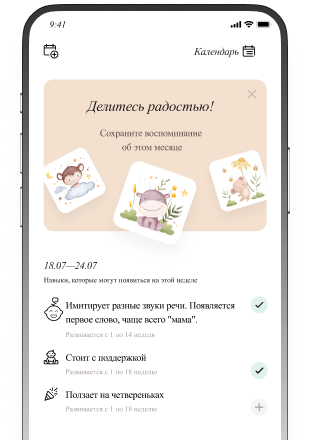 9:41
Календарь
Делитесь радостью!
Сохраните воспоминание
об этом месяце
18.07—24.07
Навыки, которые могут появиться на этой неделе
Имитирует разные звуки речи. Появляется
первое слово, чаще всего "мама".
Развивается с 1 по 14 неделя
Стоит с поддержкой
Развивается с 1 по 18 неделю
Ползает на четвереньках
Развивается с 1 по 18 неделю